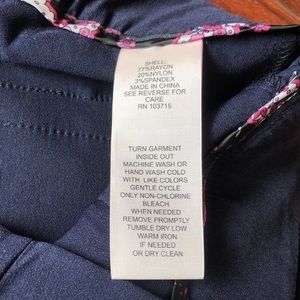 SHELL:
77%RAYON
20%NYLON
3%SPANDEX
MADE IN CHINA
SEE REVERSE FOR
CARE
RN 103715
TURN GARMENT
INSIDE OUT
MACHINE WASH OR
HAND WASH COLD
WITH LIKE COLORS
GENTLE CYCLE
ONLY NON-CHLORINE
BLEACH
WHEN NEEDED
REMOVE PROMPTLY
TUMBLE DRY LOW
WARM IRON
IF NEEDED
OR DRY CLEAN